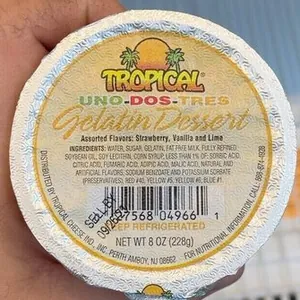 TROPICAL
UNO-DOS-TRES
Gelatin Dessert
Assorted Flavors: Strawberry, Vanilla and Lime
INGREDIENTS: WATER, SUGAR, GELATIN, FAT FREE MILK, FULLY REFINED
SOYBEAN OIL, SOY LECITHIN, CORN SYRUP, LESS THAN 1% OF: SORBIC ACID,
CITRIC ACID, FUMARIC ACID, ADIPIC ACID, MALIC ACID, NATURAL AND
ARTIFICIAL FLAVORS, SODIUM BENZOATE AND POTASSIUM SORBATE
(PRESERVATIVES), RED #40, YELLOW #5, YELLOW #6, BLUE #1.
SELL BY
KEEP REFRIGERATED
NET WT 8 OZ (228g)
DISTRIBUTED BY TROPICAL CHEESE IND., INC. PERTH AMBOY, NJ 08862
FOR NUTRITIONAL INFORMATION CALL: